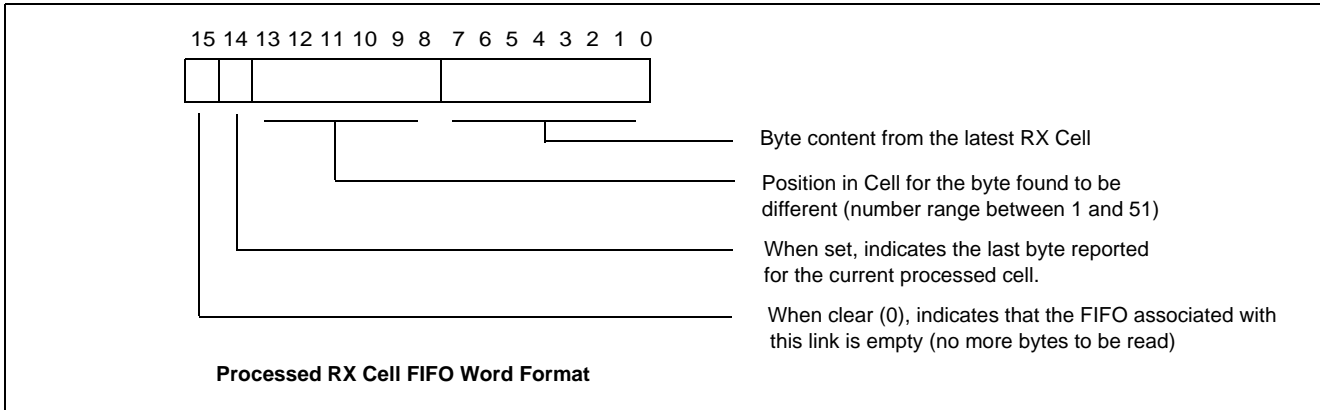 15 14 13 12 11 10 9 8 7 6 5 4 3 2 1 0
Byte content from the latest RX Cell
Position in Cell for the byte found to be
different (number range between 1 and 51)
When set, indicates the last byte reported
for the current processed cell.
When clear (0), indicates that the FIFO associated with
this link is empty (no more bytes to be read)
Processed RX Cell FIFO Word Format